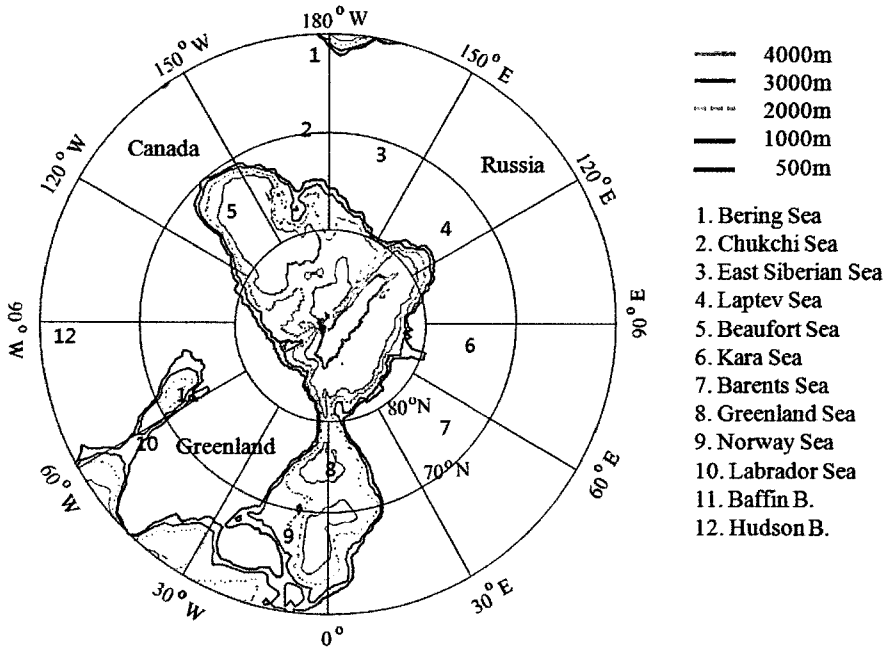 180° W
150° W
150° E
120° W
120° E
90° W
90° E
60° W
60° E
30° W
30° E
0°
80°N
70°N
Canada
Russia
Greenland
1
2
3
4
5
6
7
8
9
10
11
12
4000m
3000m
2000m
1000m
500m
1. Bering Sea
2. Chukchi Sea
3. East Siberian Sea
4. Laptev Sea
5. Beaufort Sea
6. Kara Sea
7. Barents Sea
8. Greenland Sea
9. Norway Sea
10. Labrador Sea
11. Baffin B.
12. Hudson B.